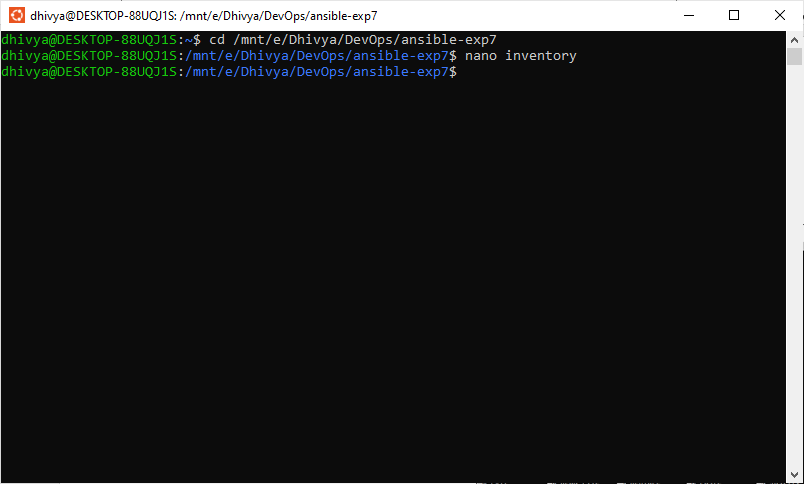 dhivya@DESKTOP-88UQJ1S: /mnt/e/Dhivya/DevOps/ansible-exp7
dhivya@DESKTOP-88UQJ1S:~$ cd /mnt/e/Dhivya/DevOps/ansible-exp7
dhivya@DESKTOP-88UQJ1S:/mnt/e/Dhivya/DevOps/ansible-exp7$ nano inventory
dhivya@DESKTOP-88UQJ1S:/mnt/e/Dhivya/DevOps/ansible-exp7$